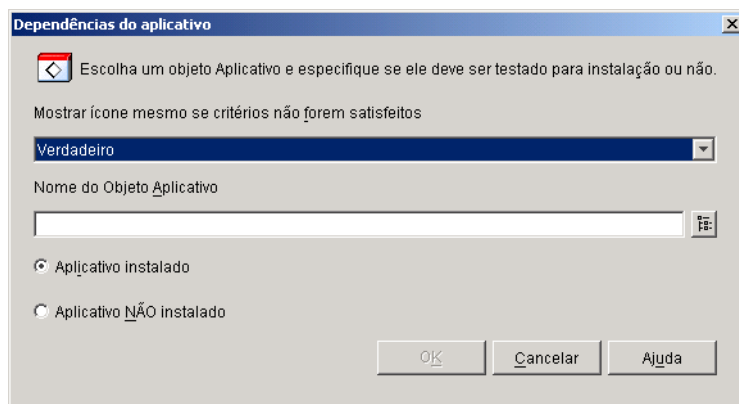 Dependências do aplicativo
Escolha um objeto Aplicativo e especifique se ele deve ser testado para instalação ou não.
Mostrar ícone mesmo se critérios não forem satisfeitos
Verdadeiro
Nome do Objeto Aplicativo
Aplicativo instalado
Aplicativo NÃO instalado
OK Cancelar Ajuda